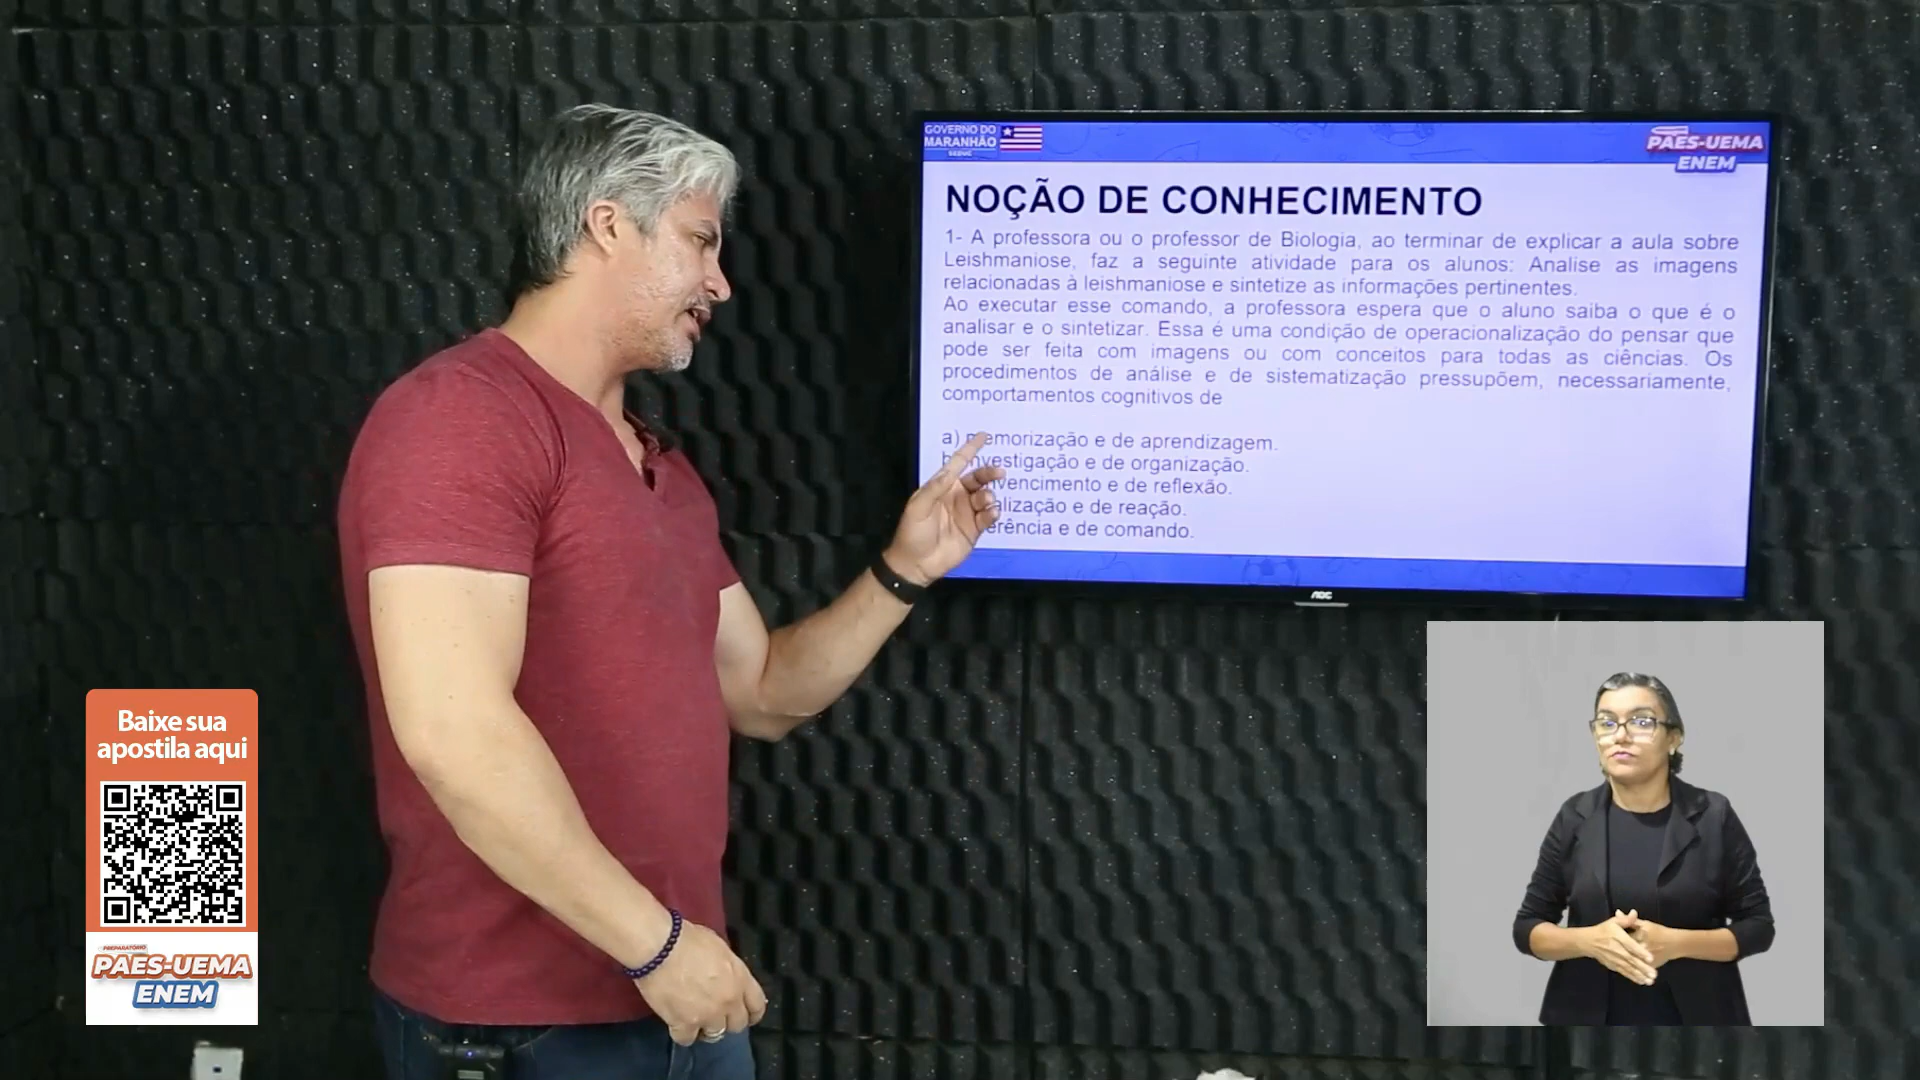 GOVERNO DO
MARANHÃO
SEDUC
PAES-UEMA
ENEM
NOÇÃO DE CONHECIMENTO
1- A professora ou o professor de Biologia, ao terminar de explicar a aula sobre
Leishmaniose, faz a seguinte atividade para os alunos: Analise as imagens
relacionadas à leishmaniose e sintetize as informações pertinentes.
Ao executar esse comando, a professora espera que o aluno saiba o que é o
analisar e o sintetizar. Essa é uma condição de operacionalização do pensar que
pode ser feita com imagens ou com conceitos para todas as ciências. Os
procedimentos de análise e de sistematização pressupõem, necessariamente,
comportamentos cognitivos de
a) memorização e de aprendizagem.
investigação e de organização.
e de reflexão.
e de reação.
e de comando.
AOC
Baixe sua
apostila aqui
PREPARATÓRIO
PAES-UEMA
ENEM